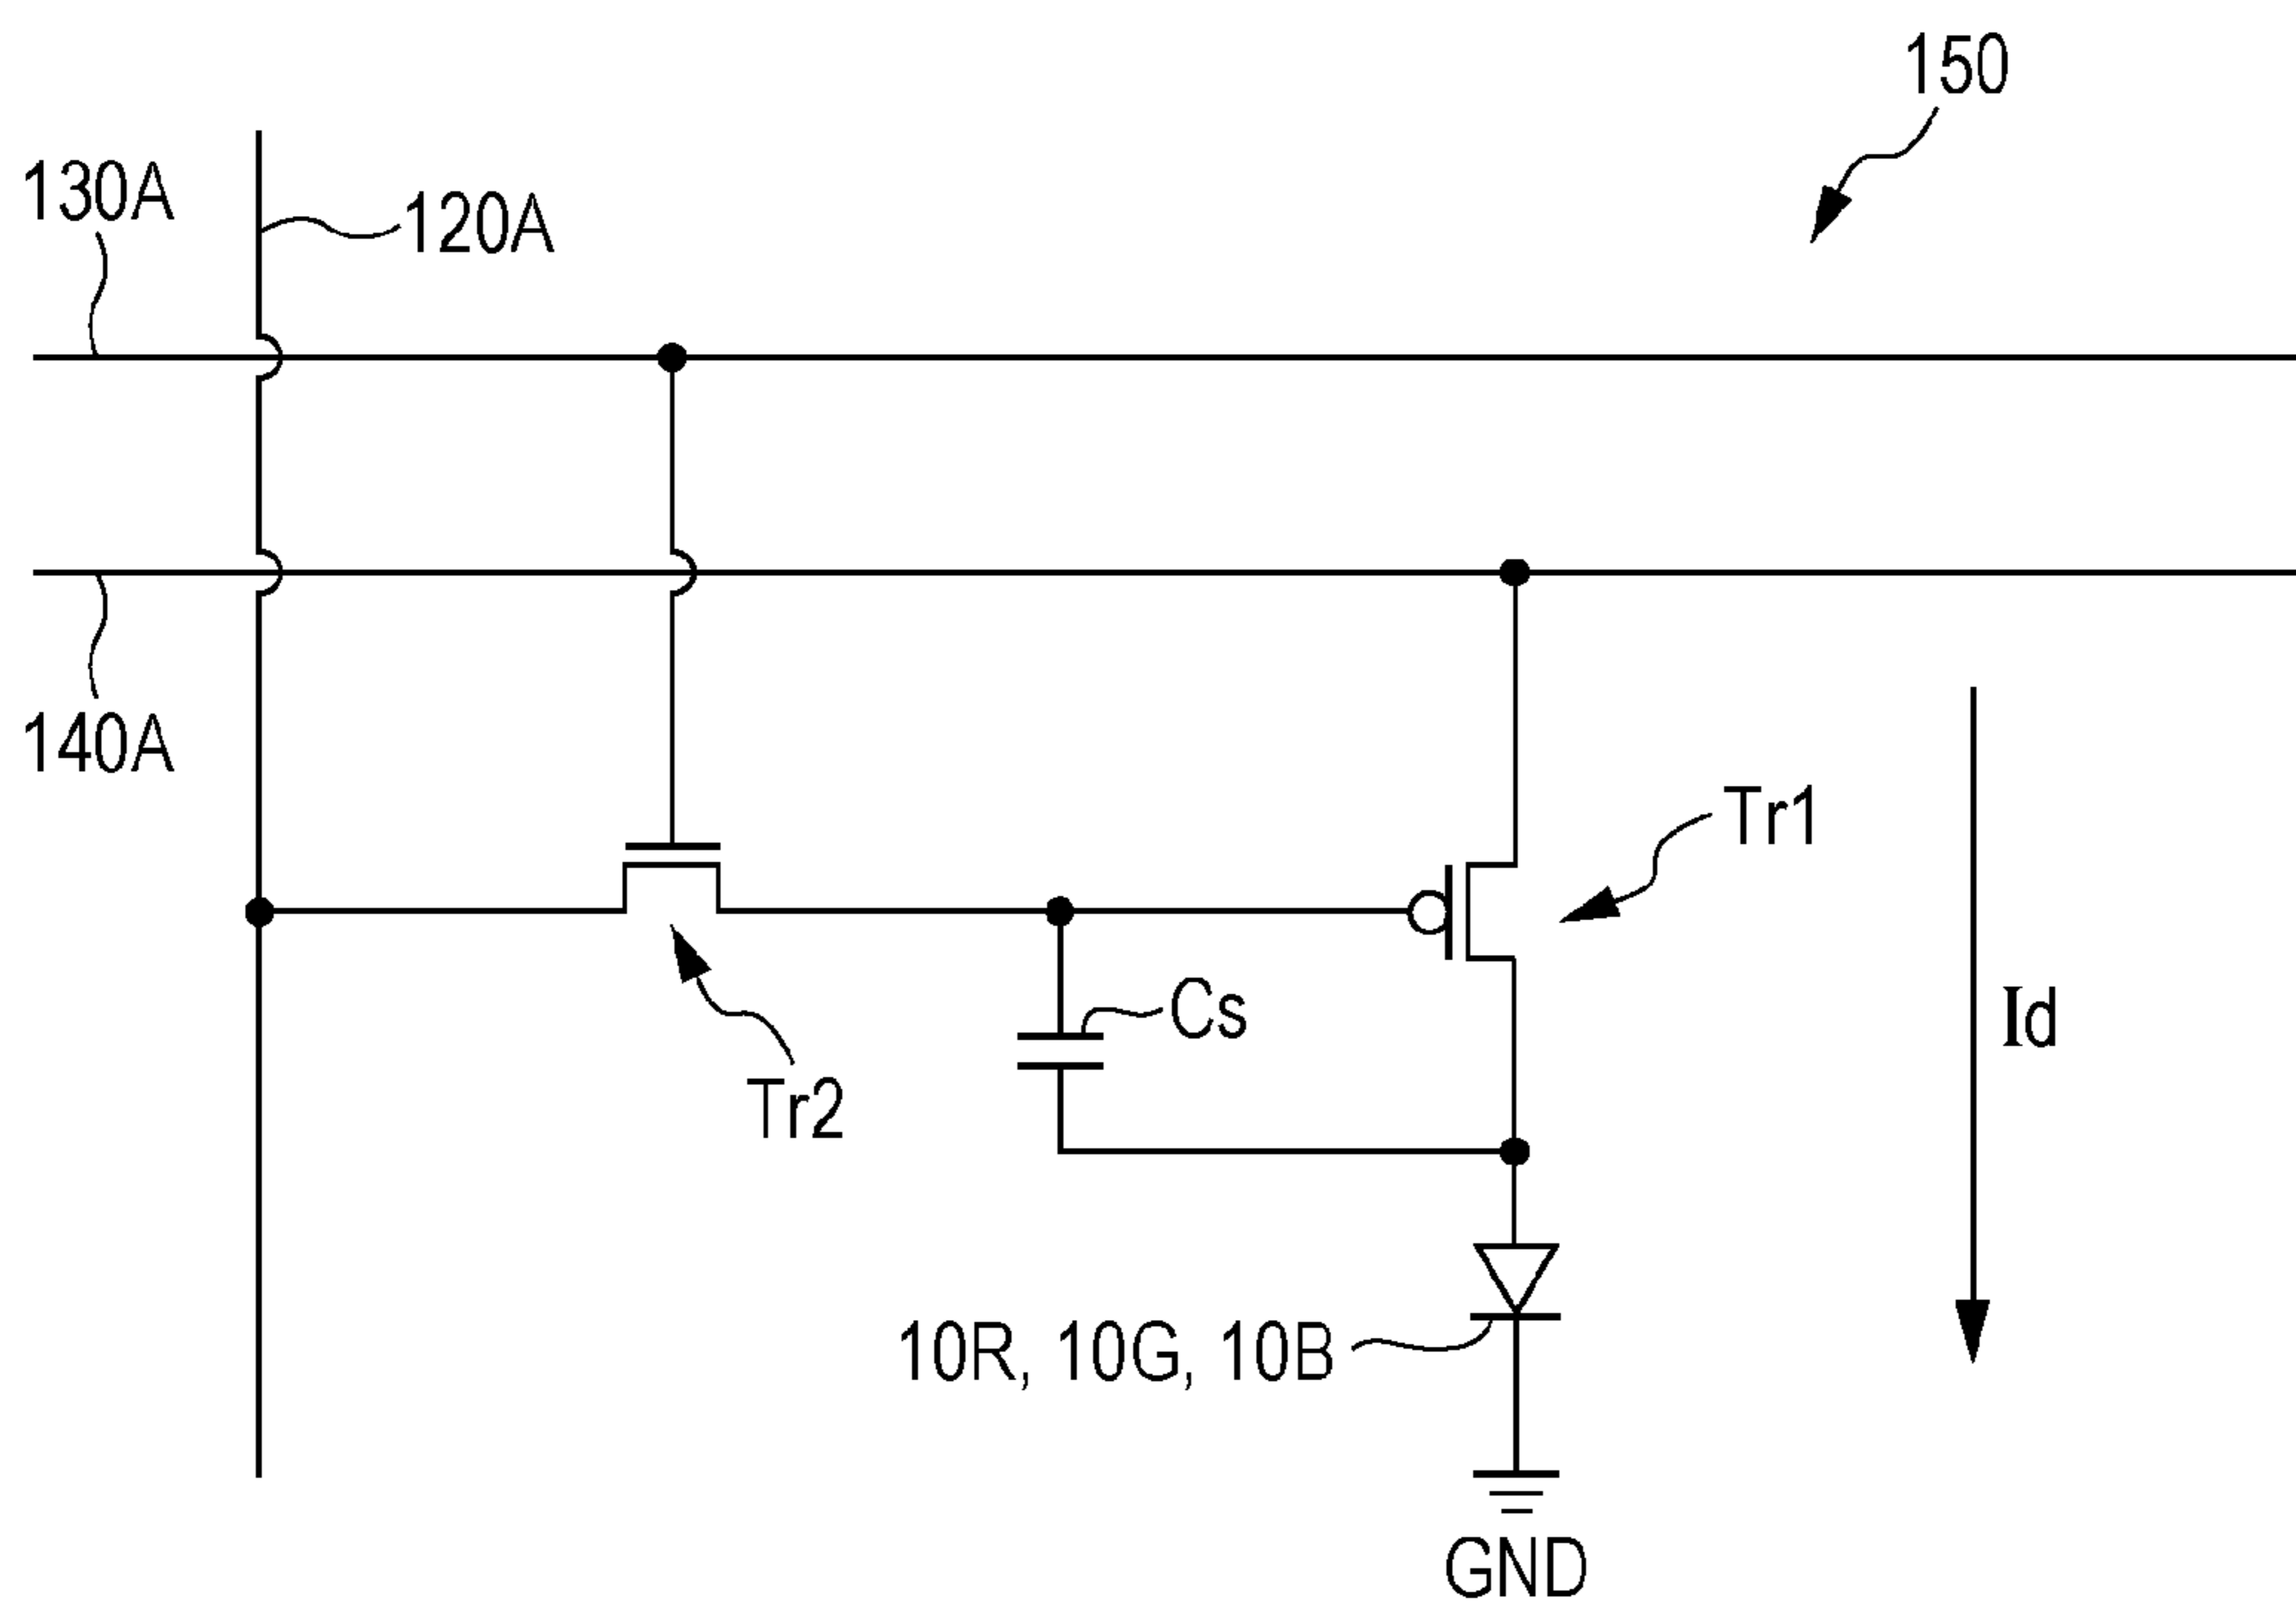 150
130A
120A
140A
Tr1
Cs
Id
Tr2
10R, 10G, 10B
GND